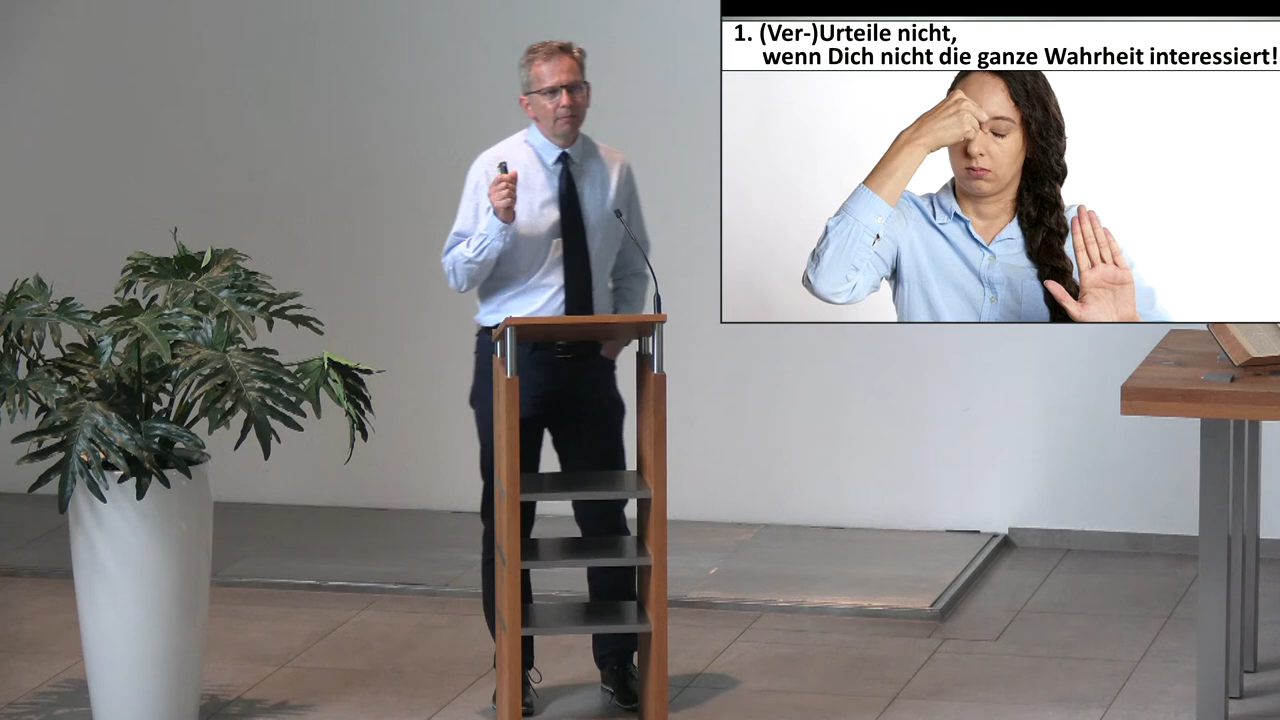 1. (Ver-)Urteile nicht,
wenn Dich nicht die ganze Wahrheit interessiert!